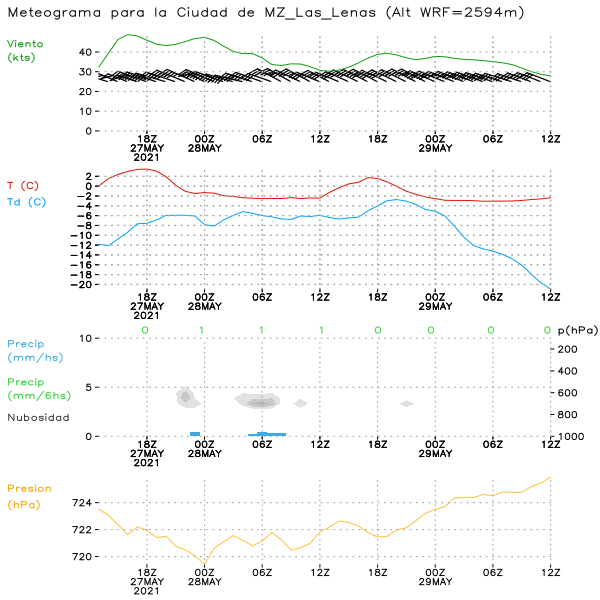 Meteograma para la Ciudad de MZ_Las_Lenas (Alt WRF=2594m)
Viento
(kts)
40
30
20
10
0
18Z 00Z 06Z 12Z 18Z 00Z 06Z 12Z
27MAY 28MAY 29MAY
2021
T (C)
Td (C)
2
0
-2
-4
-6
-8
-10
-12
-14
-16
-18
-20
18Z 00Z 06Z 12Z 18Z 00Z 06Z 12Z
27MAY 28MAY 29MAY
2021
0 1 1 1 0 0 0 0 p(hPa)
Precip
(mm/hs)
Precip
(mm/6hs)
Nubosidad
10
5
0
200
400
600
800
1000
18Z 00Z 06Z 12Z 18Z 00Z 06Z 12Z
27MAY 28MAY 29MAY
2021
Presion
(hPa)
724
722
720
18Z 00Z 06Z 12Z 18Z 00Z 06Z 12Z
27MAY 28MAY 29MAY
2021